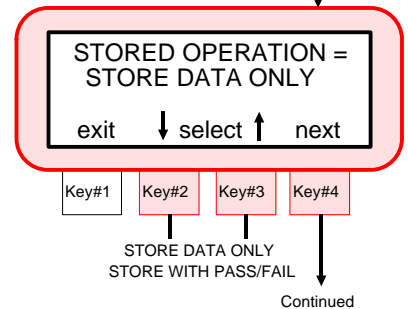 STORED OPERATION =
STORE DATA ONLY
exit select next
Key#1 Key#2 Key#3 Key#4
STORE DATA ONLY
STORE WITH PASS/FAIL
Continued